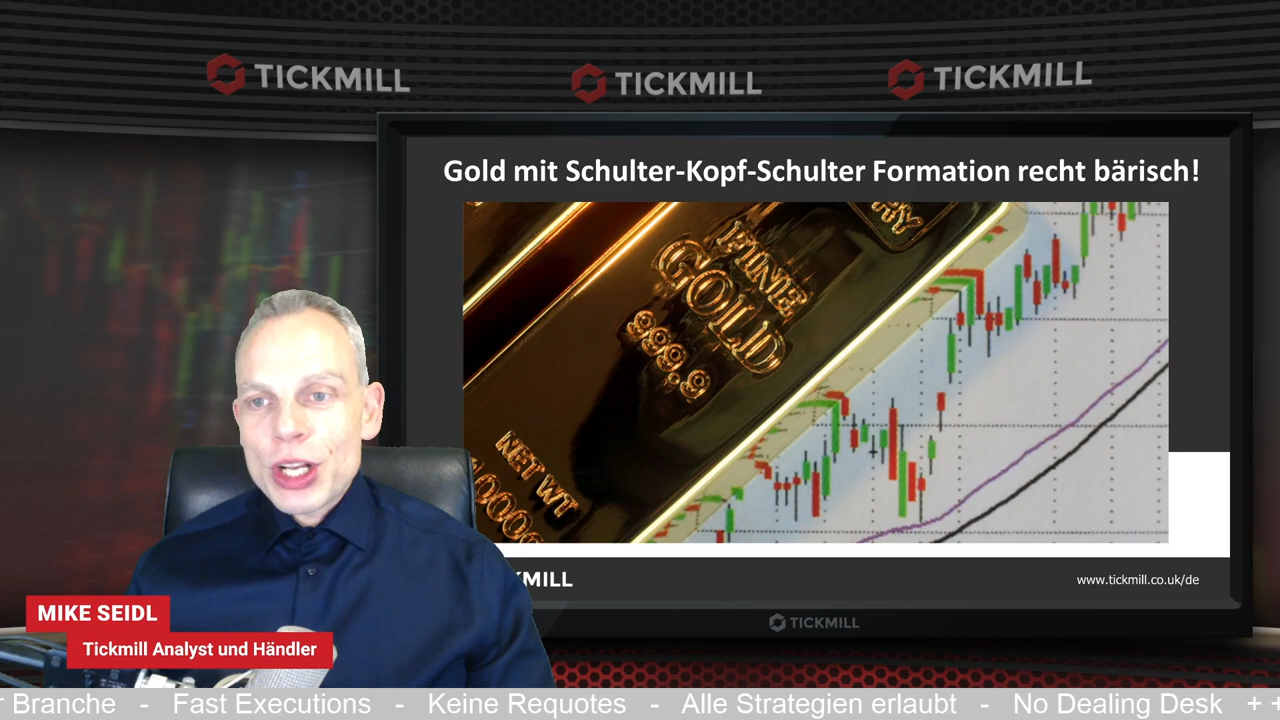 TICKMILL
TICKMILL
TICKMILL
Gold mit Schulter-Kopf-Schulter Formation recht bärisch!
FINE
GOLD
999,9
NET WT
www.tickmill.co.uk/de
TICKMILL
MIKE SEIDL
Tickmill Analyst und Händler
Branche - Fast Executions - Keine Requotes - Alle Strategien erlaubt - No Dealing Desk + +